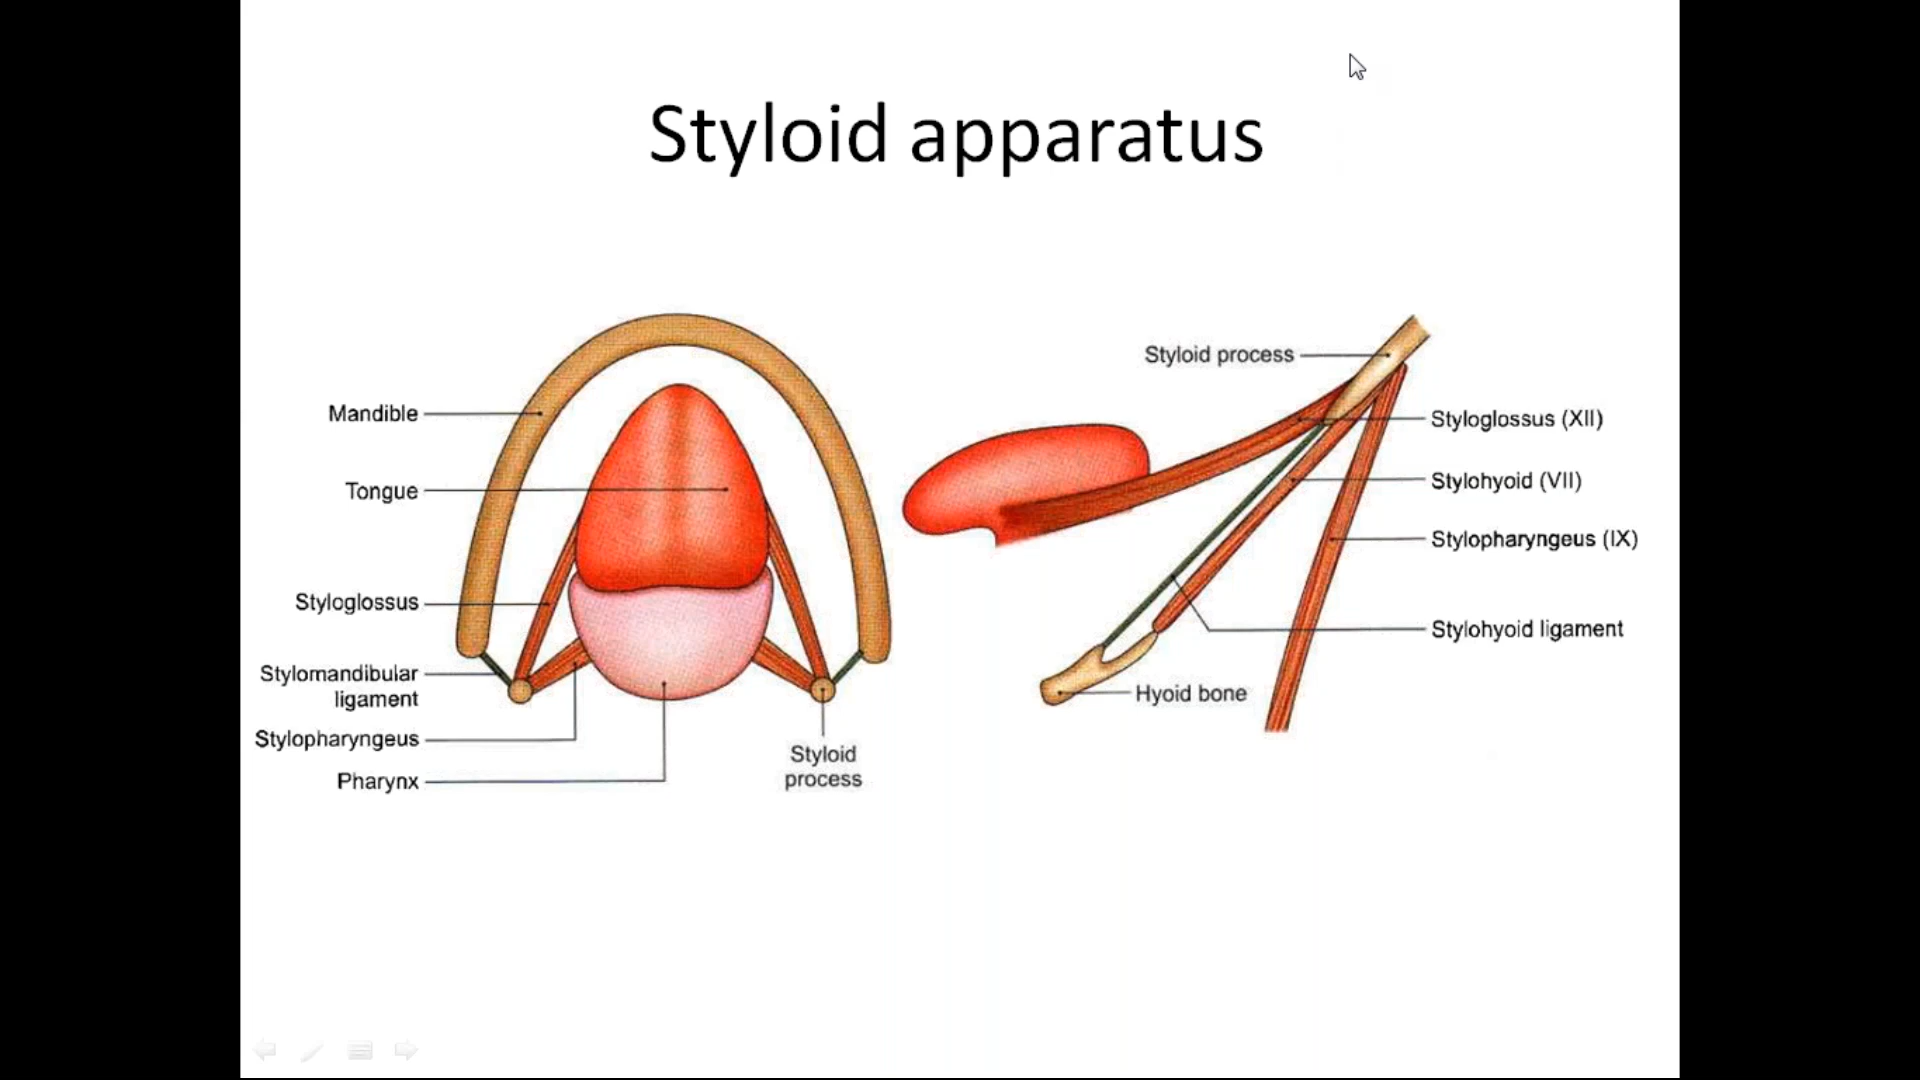 Styloid apparatus
Mandible
Tongue
Styloglossus
Stylomandibular
ligament
Stylopharyngeus
Pharynx
Styloid
process
Styloid process
Styloglossus (XII)
Stylohyoid (VII)
Stylopharyngeus (IX)
Stylohyoid ligament
Hyoid bone